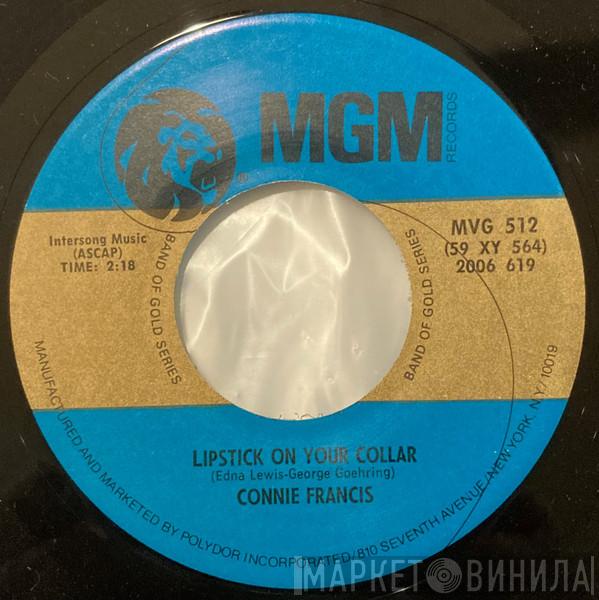 MGM
RECORDS
®
Intersong Music
(ASCAP)
TIME: 2:18
BAND OF GOLD SERIES
BAND OF GOLD SERIES
MVG 512
(59 XY 564)
2006 619
LIPSTICK ON YOUR COLLAR
(Edna Lewis-George Goehring)
CONNIE FRANCIS
MANUFACTURED AND MARKETED BY POLYDOR INCORPORATED/810 SEVENTH AVENUE/NEW YORK, N.Y./10019
МАРКЕТ ВИНИЛА